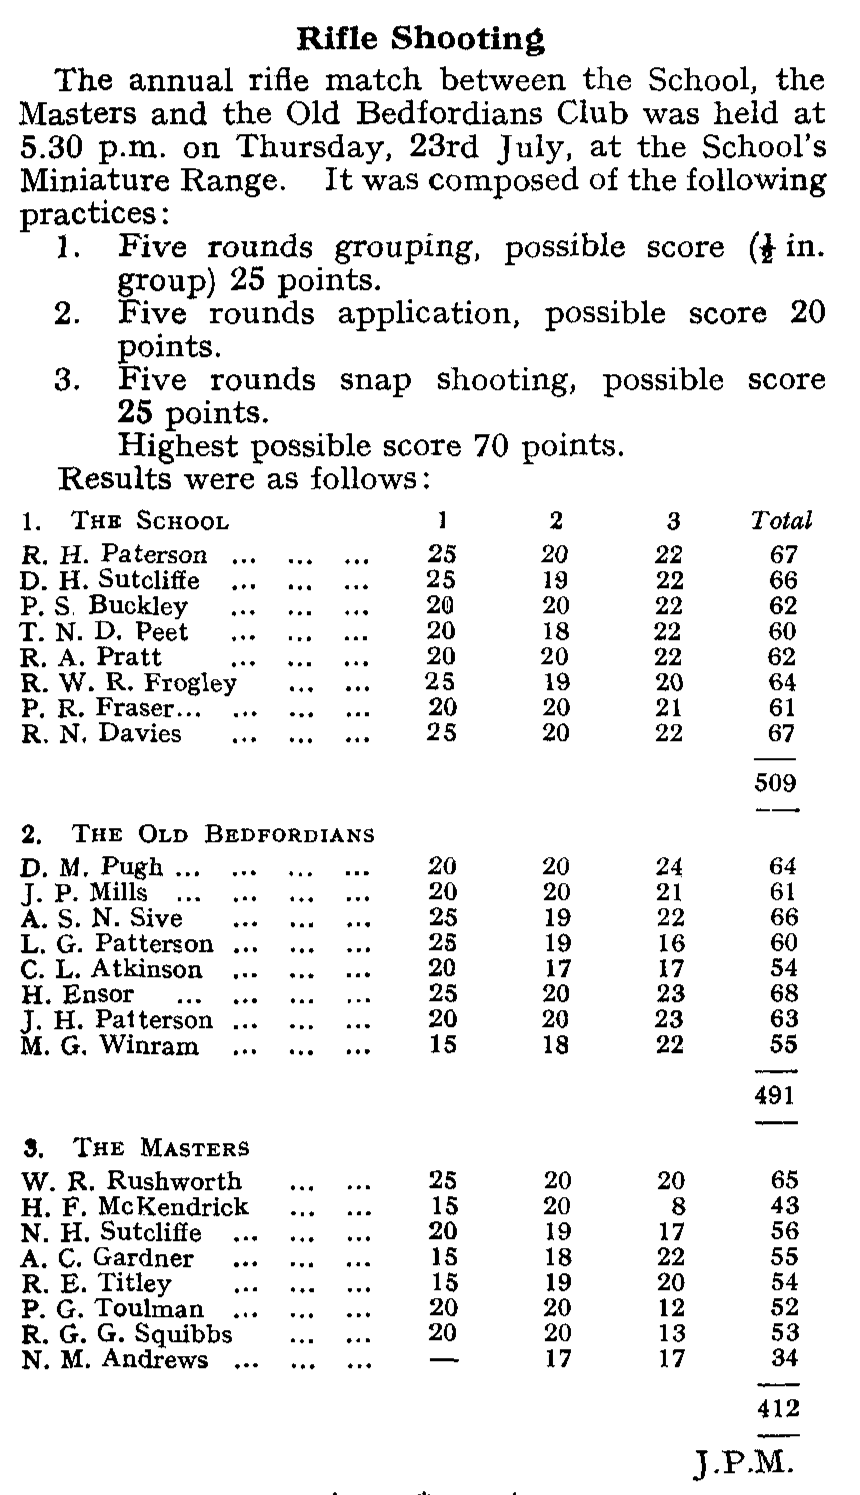 Rifle Shooting
The annual rifle match between the School, the
Masters and the Old Bedfordians Club was held at
5.30 p.m. on Thursday, 23rd July, at the School's
Miniature Range. It was composed of the following
practices:
1. Five rounds grouping, possible score (½ in.
group) 25 points.
2. Five rounds application, possible score 20
points.
3. Five rounds snap shooting, possible score
25 points.
Highest possible score 70 points.
Results were as follows:
1. THE SCHOOL 1 2 3 Total
R. H. Paterson ... ... ... 25 20 22 67
D. H. Sutcliffe ... ... ... 25 19 22 66
P. S. Buckley ... ... ... 20 20 22 62
T. N. D. Peet ... ... ... 20 18 22 60
R. A. Pratt ... ... ... 20 20 22 62
R. W. R. Frogley ... ... 25 19 20 64
P. R. Fraser... ... ... ... 20 20 21 61
R. N. Davies ... ... ... 25 20 22 67
509
2. THE OLD BEDFORDIANS
D. M. Pugh ... ... ... ... 20 20 24 64
J. P. Mills ... ... ... ... 20 20 21 61
A. S. N. Sive ... ... ... 25 19 22 66
L. G. Patterson ... ... ... 25 19 16 60
C. L. Atkinson ... ... ... 20 17 17 54
H. Ensor ... ... ... ... 25 20 23 68
J. H. Patterson ... ... ... 20 20 23 63
M. G. Winram ... ... ... 15 18 22 55
491
3. THE MASTERS
W. R. Rushworth ... ... 25 20 20 65
H. F. McKendrick ... ... 15 20 8 43
N. H. Sutcliffe ... ... ... 20 19 17 56
A. C. Gardner ... ... ... 15 18 22 55
R. E. Titley ... ... ... 15 19 20 54
P. G. Toulman ... ... ... 20 20 12 52
R. G. G. Squibbs ... ... 20 20 13 53
N. M. Andrews ... ... ... — 17 17 34
412
J.P.M.